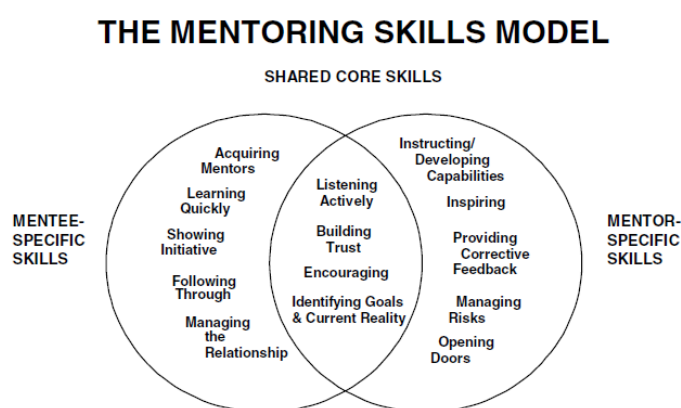 THE MENTORING SKILLS MODEL
SHARED CORE SKILLS
MENTEE-
SPECIFIC
SKILLS
Acquiring
Mentors
Learning
Quickly
Showing
Initiative
Following
Through
Managing
the
Relationship
Listening
Actively
Building
Trust
Encouraging
Identifying Goals
& Current Reality
Instructing/
Developing
Capabilities
Inspiring
Providing
Corrective
Feedback
Managing
Risks
Opening
Doors
MENTOR-
SPECIFIC
SKILLS